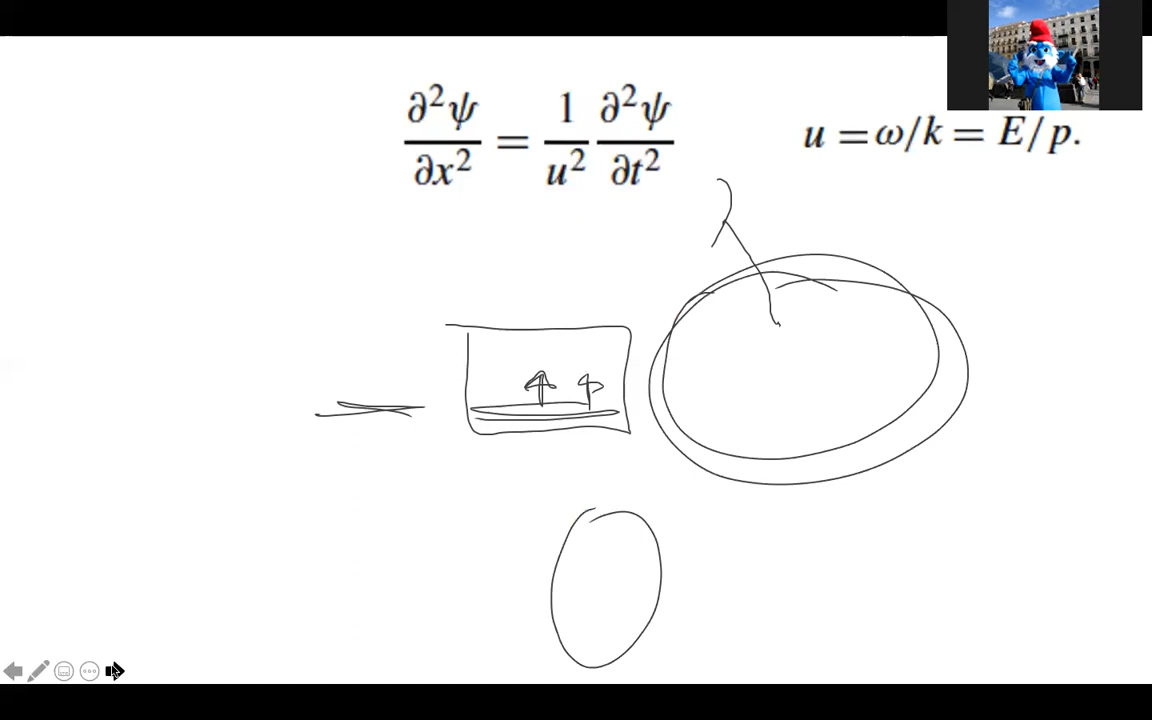 ∂²ψ/∂x² = 1/u² ∂²ψ/∂t²
u = ω/k = E/p.
λ